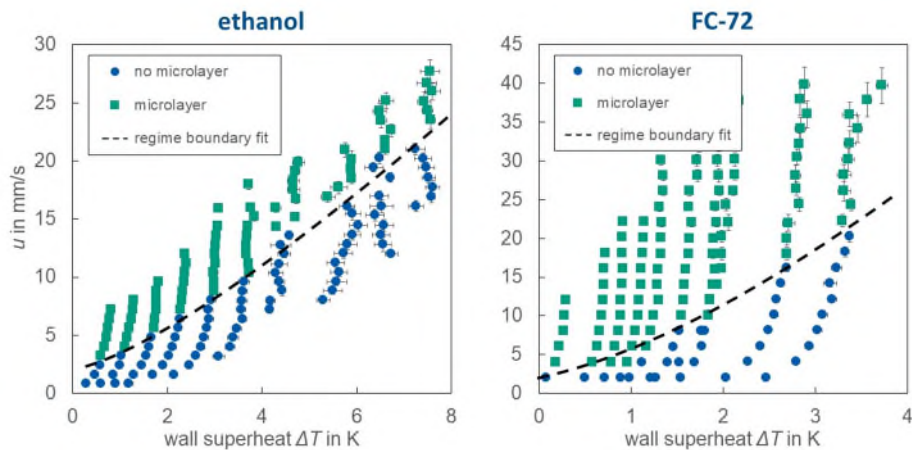 ethanol
30
25
20
15
10
5
0
u in mm/s
no microlayer
microlayer
regime boundary fit
0 2 4 6 8
wall superheat ΔT in K
FC-72
45
40
35
30
25
20
15
10
5
0
no microlayer
microlayer
regime boundary fit
0 1 2 3 4
wall superheat ΔT in K